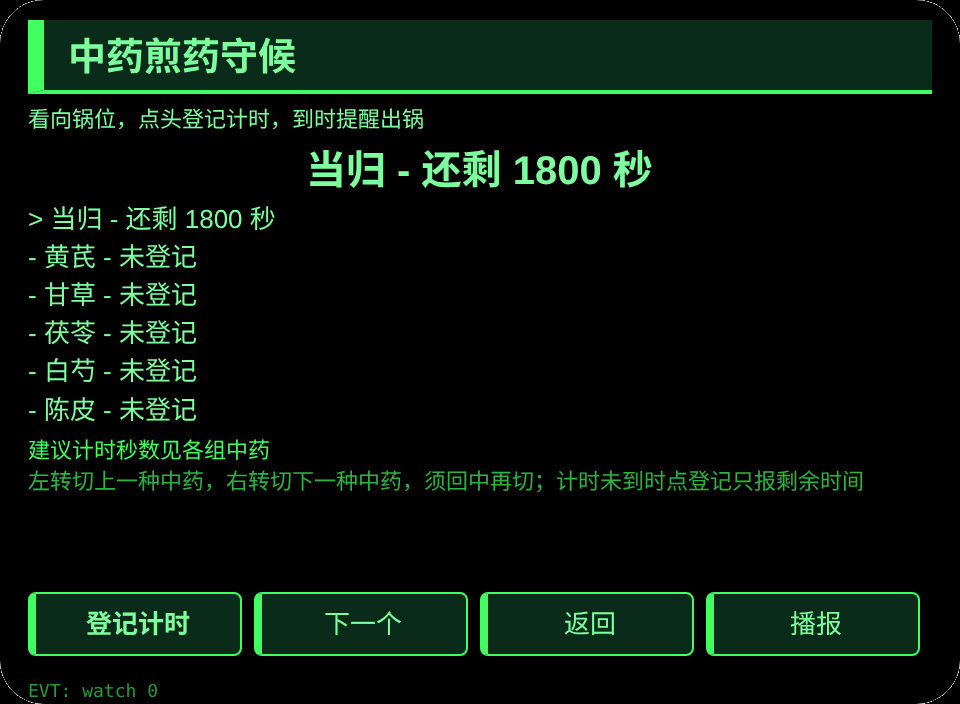 中药煎药守候
看向锅位，点头登记计时，到时提醒出锅
当归 - 还剩 1800 秒
> 当归 - 还剩 1800 秒
- 黄芪 - 未登记
- 甘草 - 未登记
- 茯苓 - 未登记
- 白芍 - 未登记
- 陈皮 - 未登记
建议计时秒数见各组中药
左转切上一种中药，右转切下一种中药，须回中再切；计时未到时点登记只报剩余时间
登记计时
下一个
返回
播报
EVT: watch 0